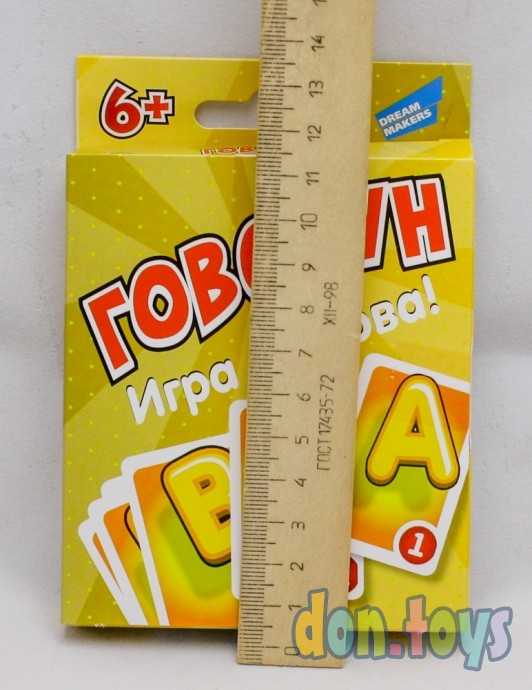 6+
DREAM
MAKERS
ГОВО УН
Игра ова!
В
А
1
0 1 2 3 4 5 6 7 8 9 10 11 12 13 14
ГОСТ 17435-72
XII-98
don.toys